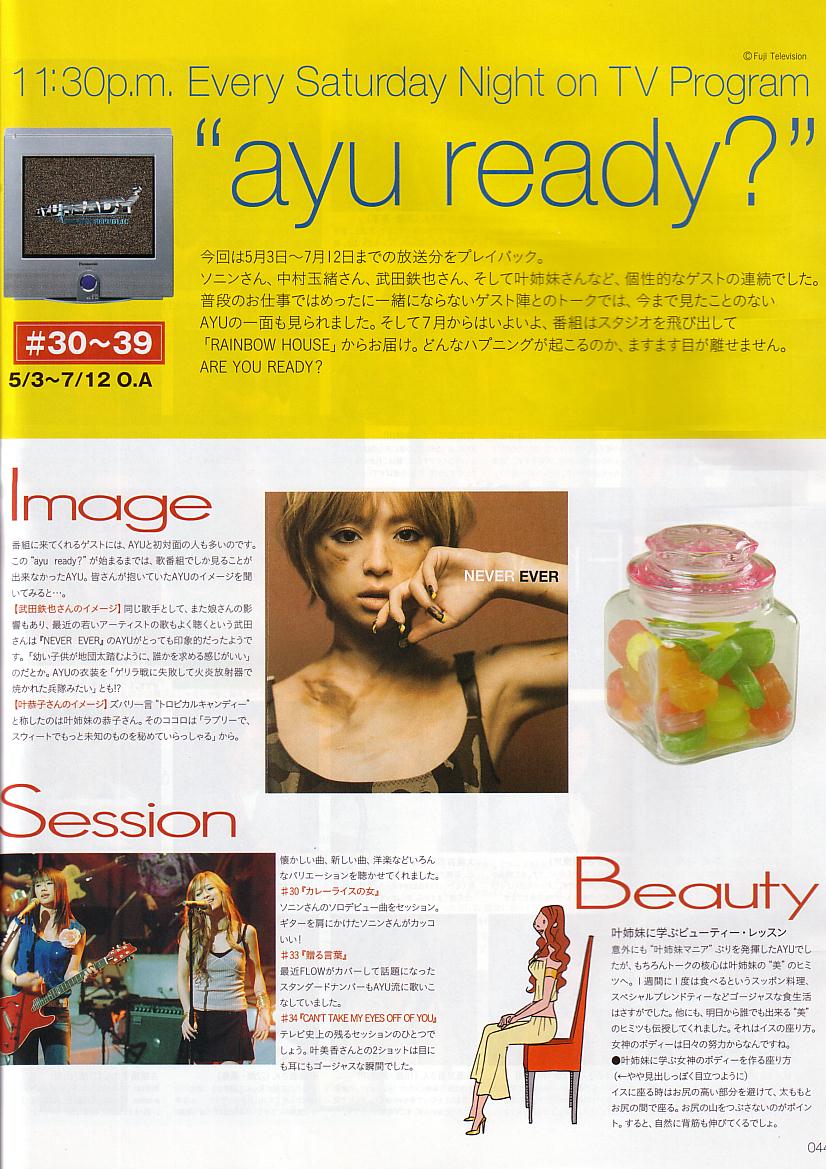 ©Fuji Television
11:30p.m. Every Saturday Night on TV Program
“ayu ready?”
AYU READY?
Panasonic
#30〜39
5/3〜7/12 O.A
今回は5月3日〜7月12日までの放送分をプレイバック。
ソニンさん、中村玉緒さん、武田鉄也さん、そして叶姉妹さんなど、個性的なゲストの連続でした。
普段のお仕事ではめったに一緒にならないゲスト陣とのトークでは、今まで見たことのない
AYUの一面も見られました。そして7月からはいよいよ、番組はスタジオを飛び出して
「RAINBOW HOUSE」からお届け。どんなハプニングが起こるのか、ますます目が離せません。
ARE YOU READY?
Image
番組に来てくれるゲストには、AYUと初対面の人も多いのです。
この“ayu ready?”が始まるまでは、歌番組でしか見ることが
出来なかったAYU。皆さんが抱いていたAYUのイメージを聞
いてみると…。
【武田鉄也さんのイメージ】同じ歌手として、また娘さんの影
響もあり、最近の若いアーティストの歌もよく聴くという武田
さんは『NEVER EVER』のAYUがとっても印象的だったようで
す。「幼い子供が地団太踏むように、誰かを求める感じがいい」
のだとか。AYUの衣装を「ゲリラ戦に失敗して火炎放射器で
焼かれた兵隊みたい」とも!?
【叶恭子さんのイメージ】ズバリ一言“トロピカルキャンディー”
と称したのは叶姉妹の恭子さん。そのココロは「ラブリーで、
スウィートでもっと未知のものを秘めていらっしゃる」から。
NEVER EVER
Session
懐かしい曲、新しい曲、洋楽などいろん
なバリエーションを聴かせてくれました。
#30『カレーライスの女』
ソニンさんのソロデビュー曲をセッション。
ギターを肩にかけたソニンさんがカッコ
いい！
#33『贈る言葉』
最近FLOWがカバーして話題になった
スタンダードナンバーもAYU流に歌いこ
なしていました。
#34『CAN'T TAKE MY EYES OFF OF YOU』
テレビ史上の残るセッションのひとつで
しょう。叶美香さんとの2ショットは目に
も耳にもゴージャスな瞬間でした。
Beauty
叶姉妹に学ぶビューティー・レッスン
意外にも“叶姉妹マニア”ぶりを発揮したAYUでし
たが、もちろんトークの核心は叶姉妹の“美”のヒミ
ツへ。1週間に1度は食べるというスッポン料理、
スペシャルブレンドティーなどゴージャスな食生活
はさすがでした。他にも、明日から誰でも出来る“美”
のヒミツも伝授してくれました。それはイスの座り方。
女神のボディーは日々の努力からなんですね。
●叶姉妹に学ぶ女神のボディーを作る座り方
（←やや見出しっぽく目立つように）
イスに座る時はお尻の高い部分を避けて、太ももと
お尻の間で座る。お尻の山をつぶさないのがポイン
ト。すると、自然に背筋も伸びてくるでしょ。
044